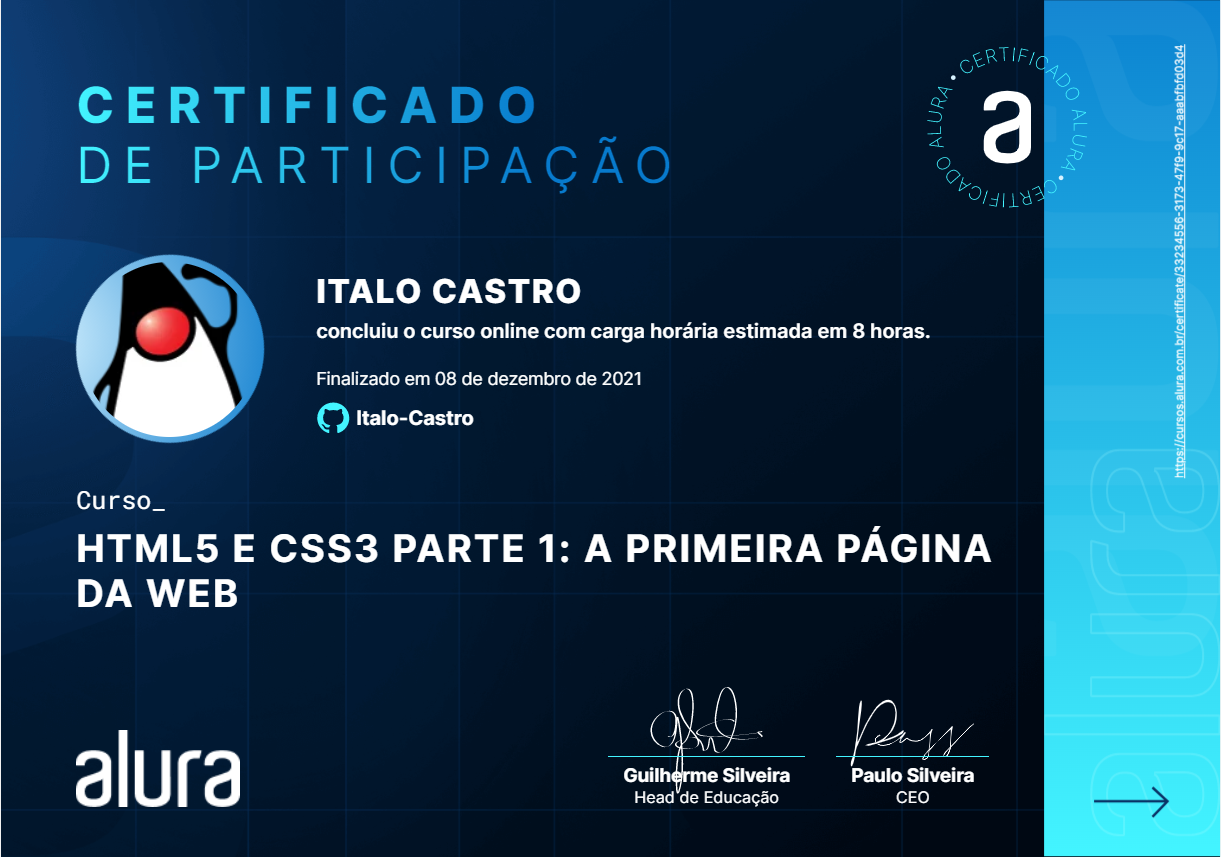 CERTIFICADO
DE PARTICIPAÇÃO
CERTIFICADO ALURA • CERTIFICADO ALURA •
a
ITALO CASTRO
concluiu o curso online com carga horária estimada em 8 horas.
Finalizado em 08 de dezembro de 2021
Italo-Castro
Curso_
HTML5 E CSS3 PARTE 1: A PRIMEIRA PÁGINA
DA WEB
alura
Guilherme Silveira
Head de Educação
Paulo Silveira
CEO
https://cursos.alura.com.br/certificate/33234556-3173-47f9-9c17-aaabfbfd03d4
alura